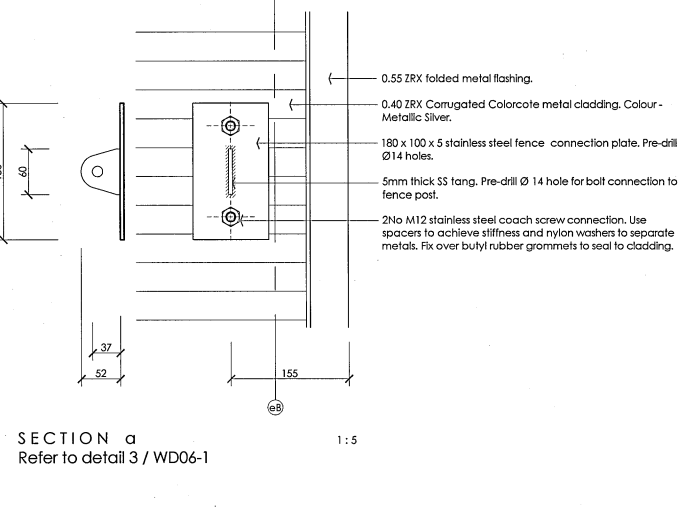 0.55 ZRX folded metal flashing.
0.40 ZRX Corrugated Colorcote metal cladding. Colour -
Metallic Silver.
180 x 100 x 5 stainless steel fence connection plate. Pre-drill
Ø14 holes.
5mm thick SS tang. Pre-drill Ø 14 hole for bolt connection to
fence post.
2No M12 stainless steel coach screw connection. Use
spacers to achieve stiffness and nylon washers to separate
metals. Fix over butyl rubber grommets to seal to cladding.
60
37
52
155
eB
SECTION a
1 : 5
Refer to detail 3 / WD06-1